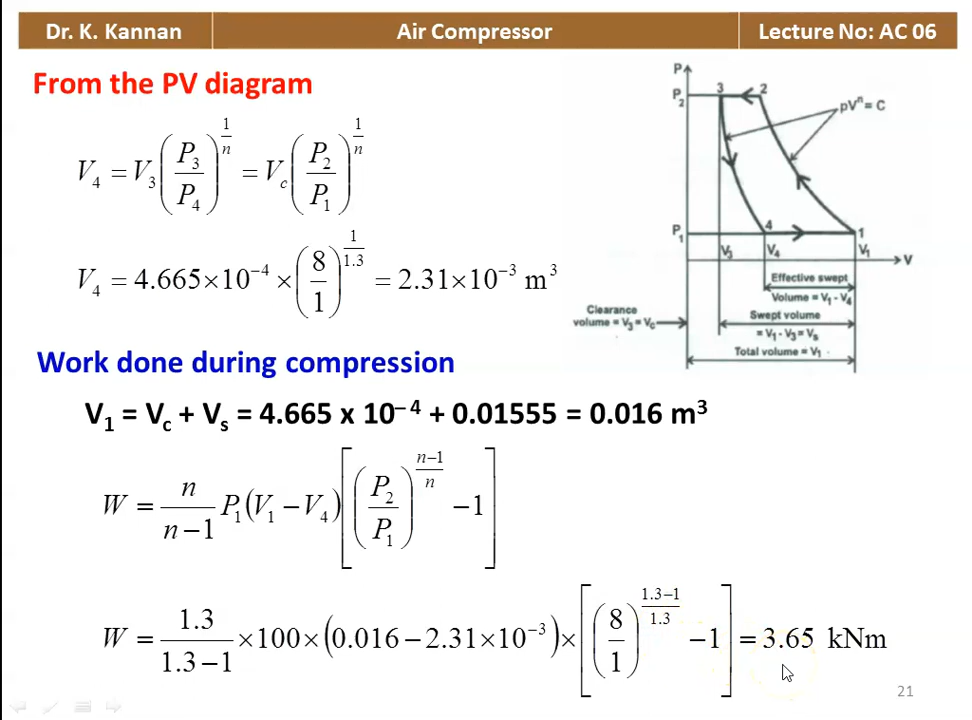 Dr. K. Kannan
Air Compressor
Lecture No: AC 06
From the PV diagram
V₄ = V₃ (P₃/P₄)^(1/n) = V_c (P₂/P₁)^(1/n)
V₄ = 4.665×10⁻⁴ × (8/1)^(1/1.3) = 2.31×10⁻³ m³
P
P₂
3
2
pVⁿ = C
P₁
4
1
V₃
V₄
V₁
V
Effective swept
Volume = V₁ - V₄
Clearance
volume = V₃ = V_c
Swept volume
= V₁ - V₃ = V_s
Total volume = V₁
Work done during compression
V₁ = V_c + V_s = 4.665 x 10⁻⁴ + 0.01555 = 0.016 m³
W = n/(n−1) P₁(V₁ − V₄)[(P₂/P₁)^((n−1)/n) − 1]
W = 1.3/(1.3−1) ×100×(0.016−2.31×10⁻³)×[(8/1)^((1.3−1)/1.3) −1] = 3.65 kNm
21